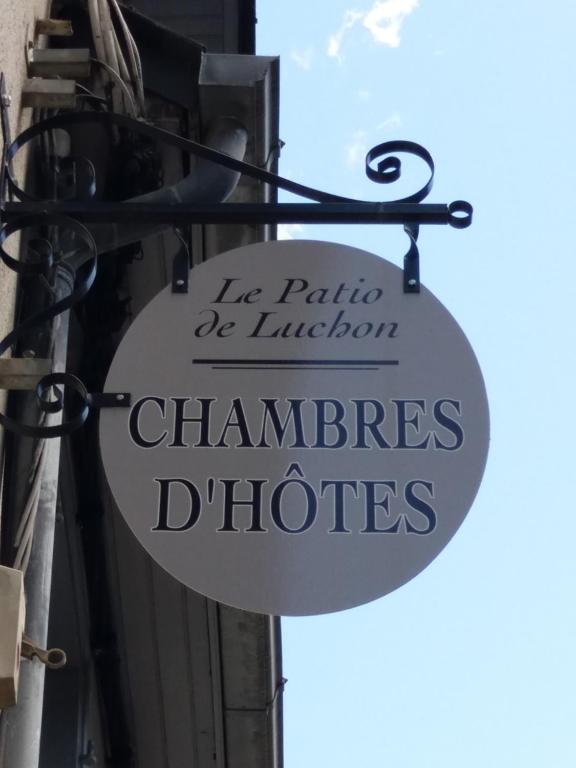 Le Patio
de Luchon
CHAMBRES
D'HÔTES